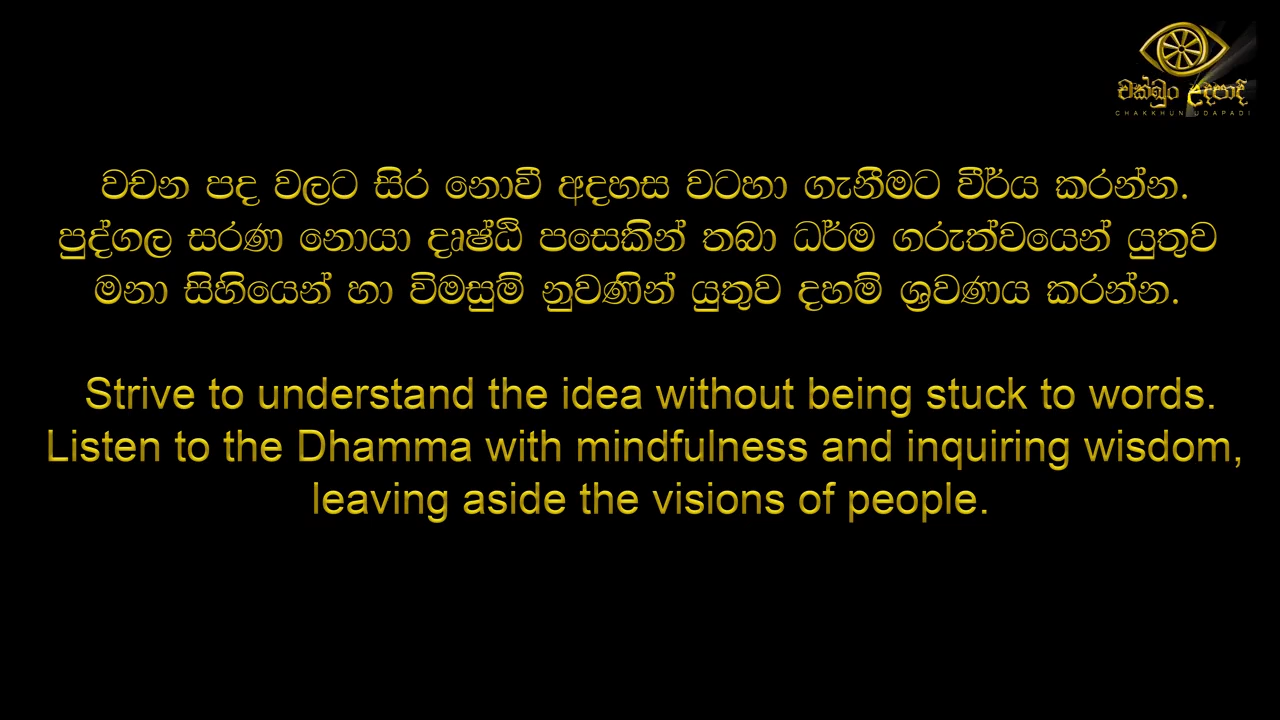 චක්ඛුං උදපාදි
CHAKKHUN UDAPADI
වචන පද වලට සිර නොවී අදහස වටහා ගැනීමට වීර්ය කරන්න.
පුද්ගල සරණ නොයා දෘෂ්ඨි පසෙකින් තබා ධර්ම ගරුත්වයෙන් යුතුව
මනා සිහියෙන් හා විමසුම් නුවණින් යුතුව දහම් ශ්‍රවණය කරන්න.
Strive to understand the idea without being stuck to words.
Listen to the Dhamma with mindfulness and inquiring wisdom,
leaving aside the visions of people.